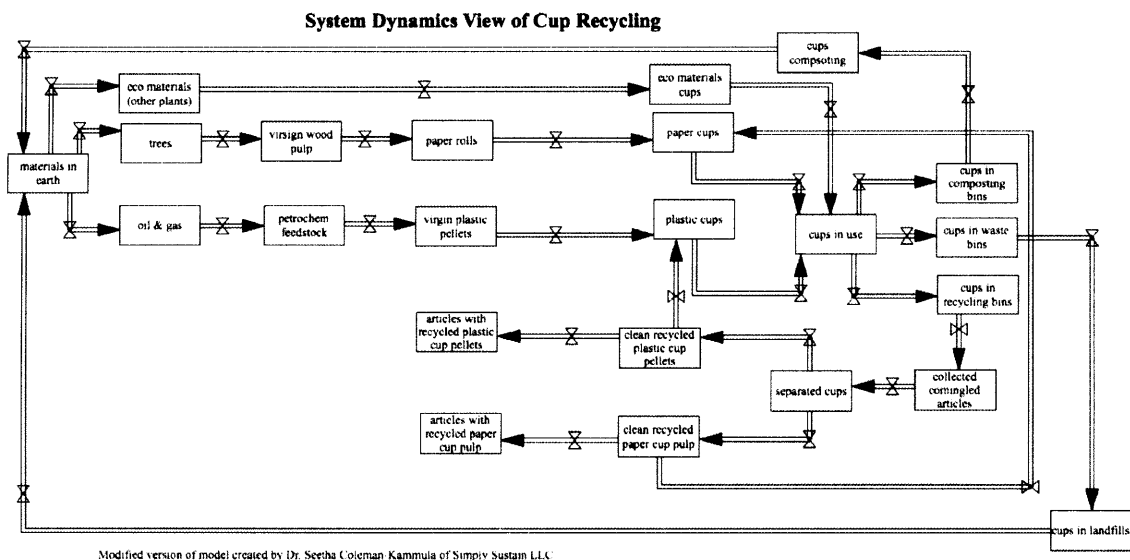 System Dynamics View of Cup Recycling
cups
compsoting
eco materials
(other plants)
eco materials
cups
trees
virsign wood
pulp
paper rolls
paper cups
materials in
earth
cups in
composting
bins
oil & gas
petrochem
feedstock
virgin plastic
pellets
plastic cups
cups in use
cups in waste
bins
cups in
recycling bins
articles with
recycled plastic
cup pellets
clean recycled
plastic cup
pellets
separated cups
collected
comingled
articles
articles with
recycled paper
cup pulp
clean recycled
paper cup pulp
cups in landfills
Modified version of model created by Dr. Seetha Coleman-Kammula of Simply Sustain LLC